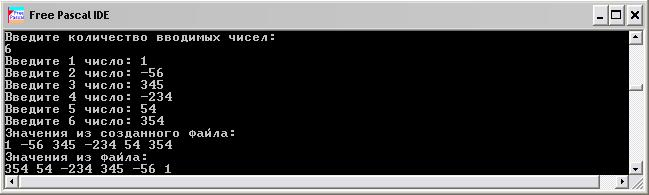 Free Pascal IDE
Введите количество вводимых чисел:
6
Введите 1 число: 1
Введите 2 число: -56
Введите 3 число: 345
Введите 4 число: -234
Введите 5 число: 54
Введите 6 число: 354
Значения из созданного файла:
1 -56 345 -234 54 354
Значения из файла:
354 54 -234 345 -56 1